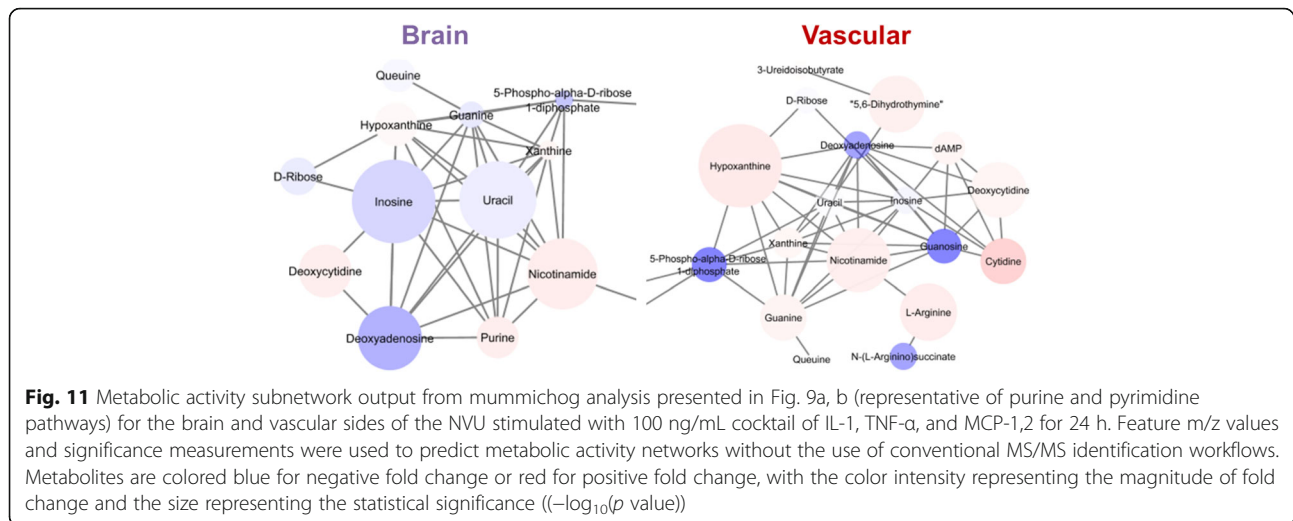 Brain
Vascular
Queuine
5-Phospho-alpha-D-ribose
1-diphosphate
Guanine
Hypoxanthine
Xanthine
D-Ribose
Inosine
Uracil
Deoxycytidine
Nicotinamide
Deoxyadenosine
Purine
3-Ureidoisobutyrate
D-Ribose
"5,6-Dihydrothymine"
Deoxyadenosine
dAMP
Hypoxanthine
Deoxycytidine
Uracil
Inosine
Xanthine
Guanosine
5-Phospho-alpha-D-ribose
1-diphosphate
Nicotinamide
Cytidine
Guanine
L-Arginine
Queuine
N-(L-Arginino)succinate
Fig. 11 Metabolic activity subnetwork output from mummichog analysis presented in Fig. 9a, b (representative of purine and pyrimidine
pathways) for the brain and vascular sides of the NVU stimulated with 100 ng/mL cocktail of IL-1, TNF-α, and MCP-1,2 for 24 h. Feature m/z values
and significance measurements were used to predict metabolic activity networks without the use of conventional MS/MS identification workflows.
Metabolites are colored blue for negative fold change or red for positive fold change, with the color intensity representing the magnitude of fold
change and the size representing the statistical significance ((−log10(p value))